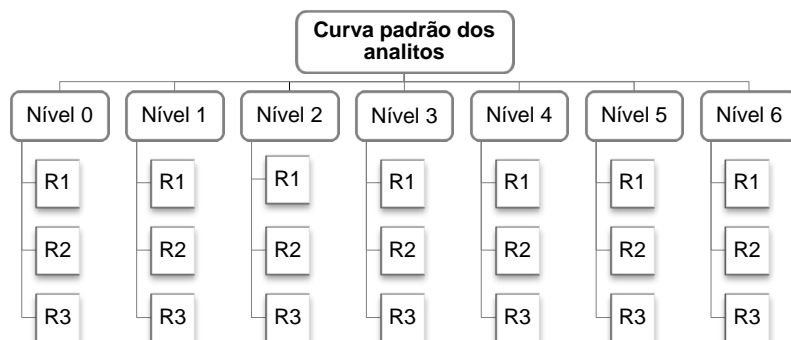 Curva padrão dos
analitos
Nível 0
Nível 1
Nível 2
Nível 3
Nível 4
Nível 5
Nível 6
R1
R1
R1
R1
R1
R1
R1
R2
R2
R2
R2
R2
R2
R2
R3
R3
R3
R3
R3
R3
R3